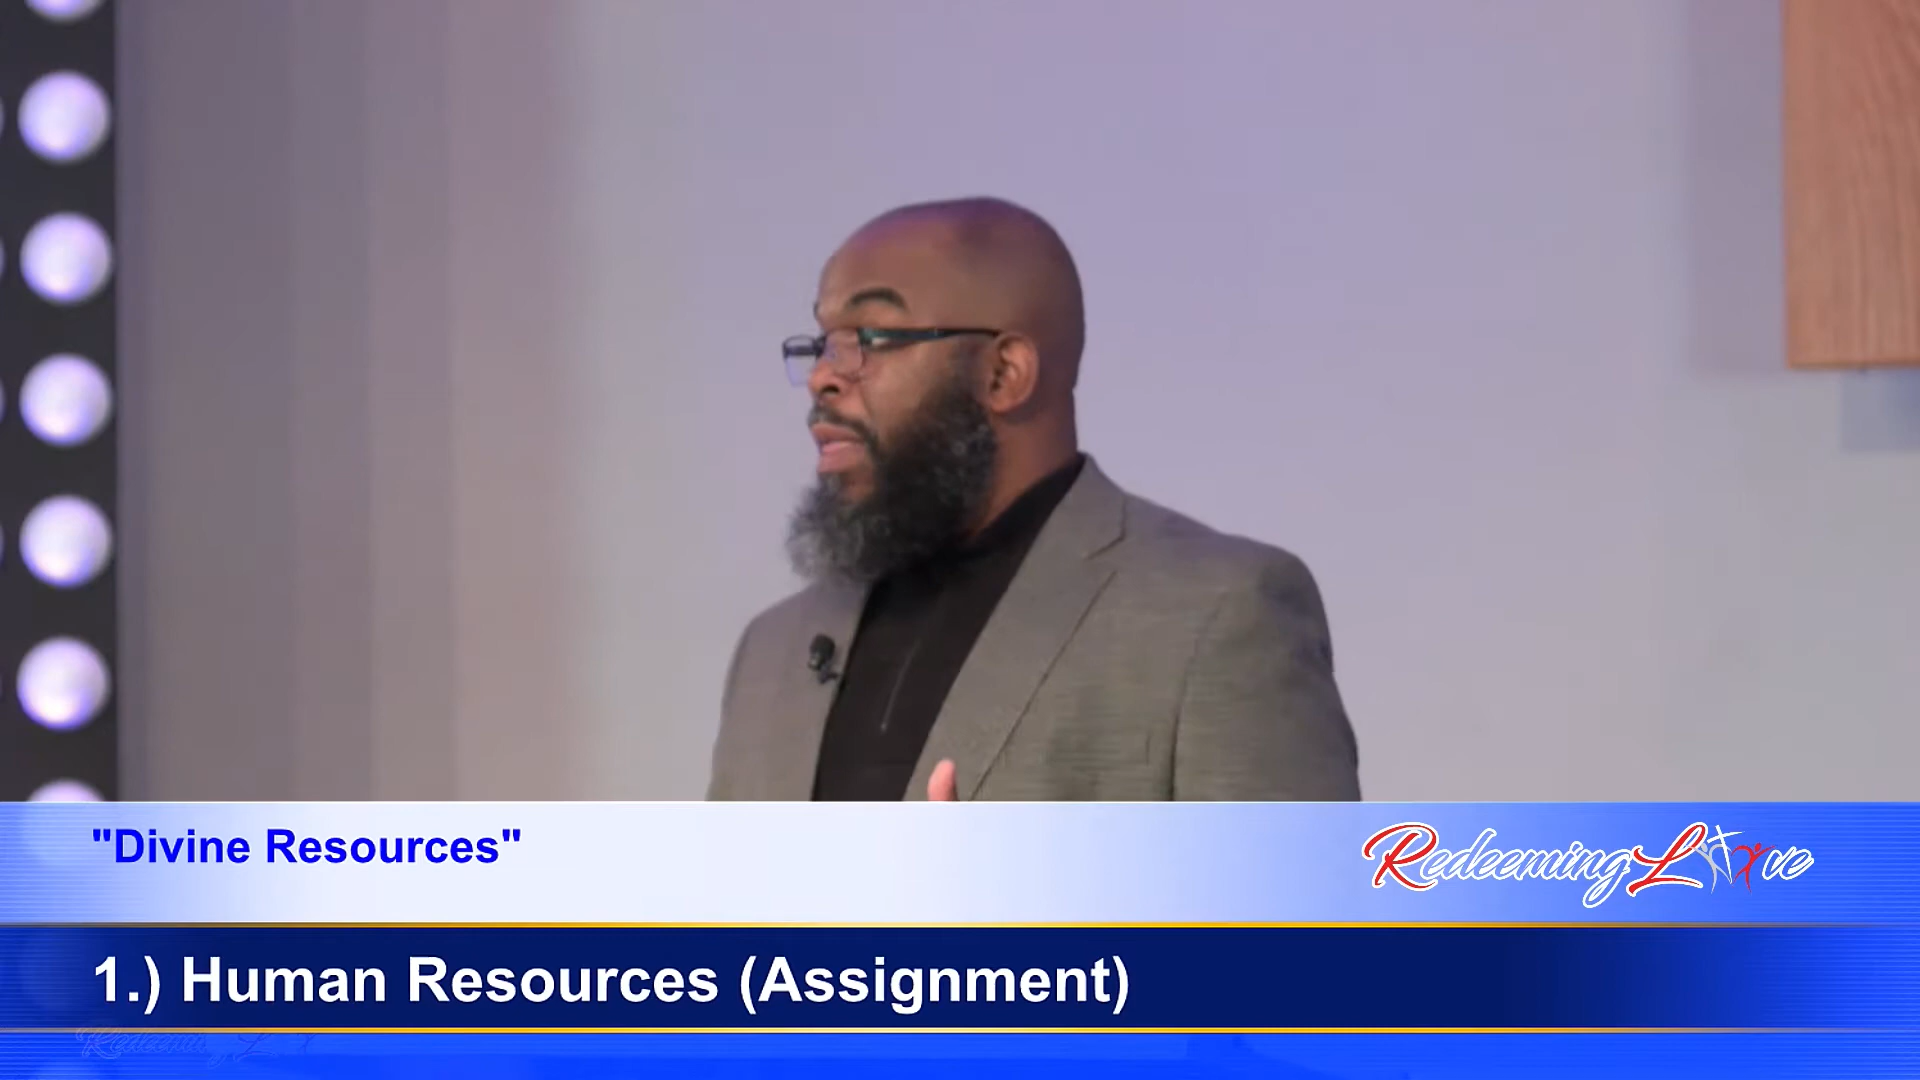 "Divine Resources"
RedeemingLove
1.) Human Resources (Assignment)